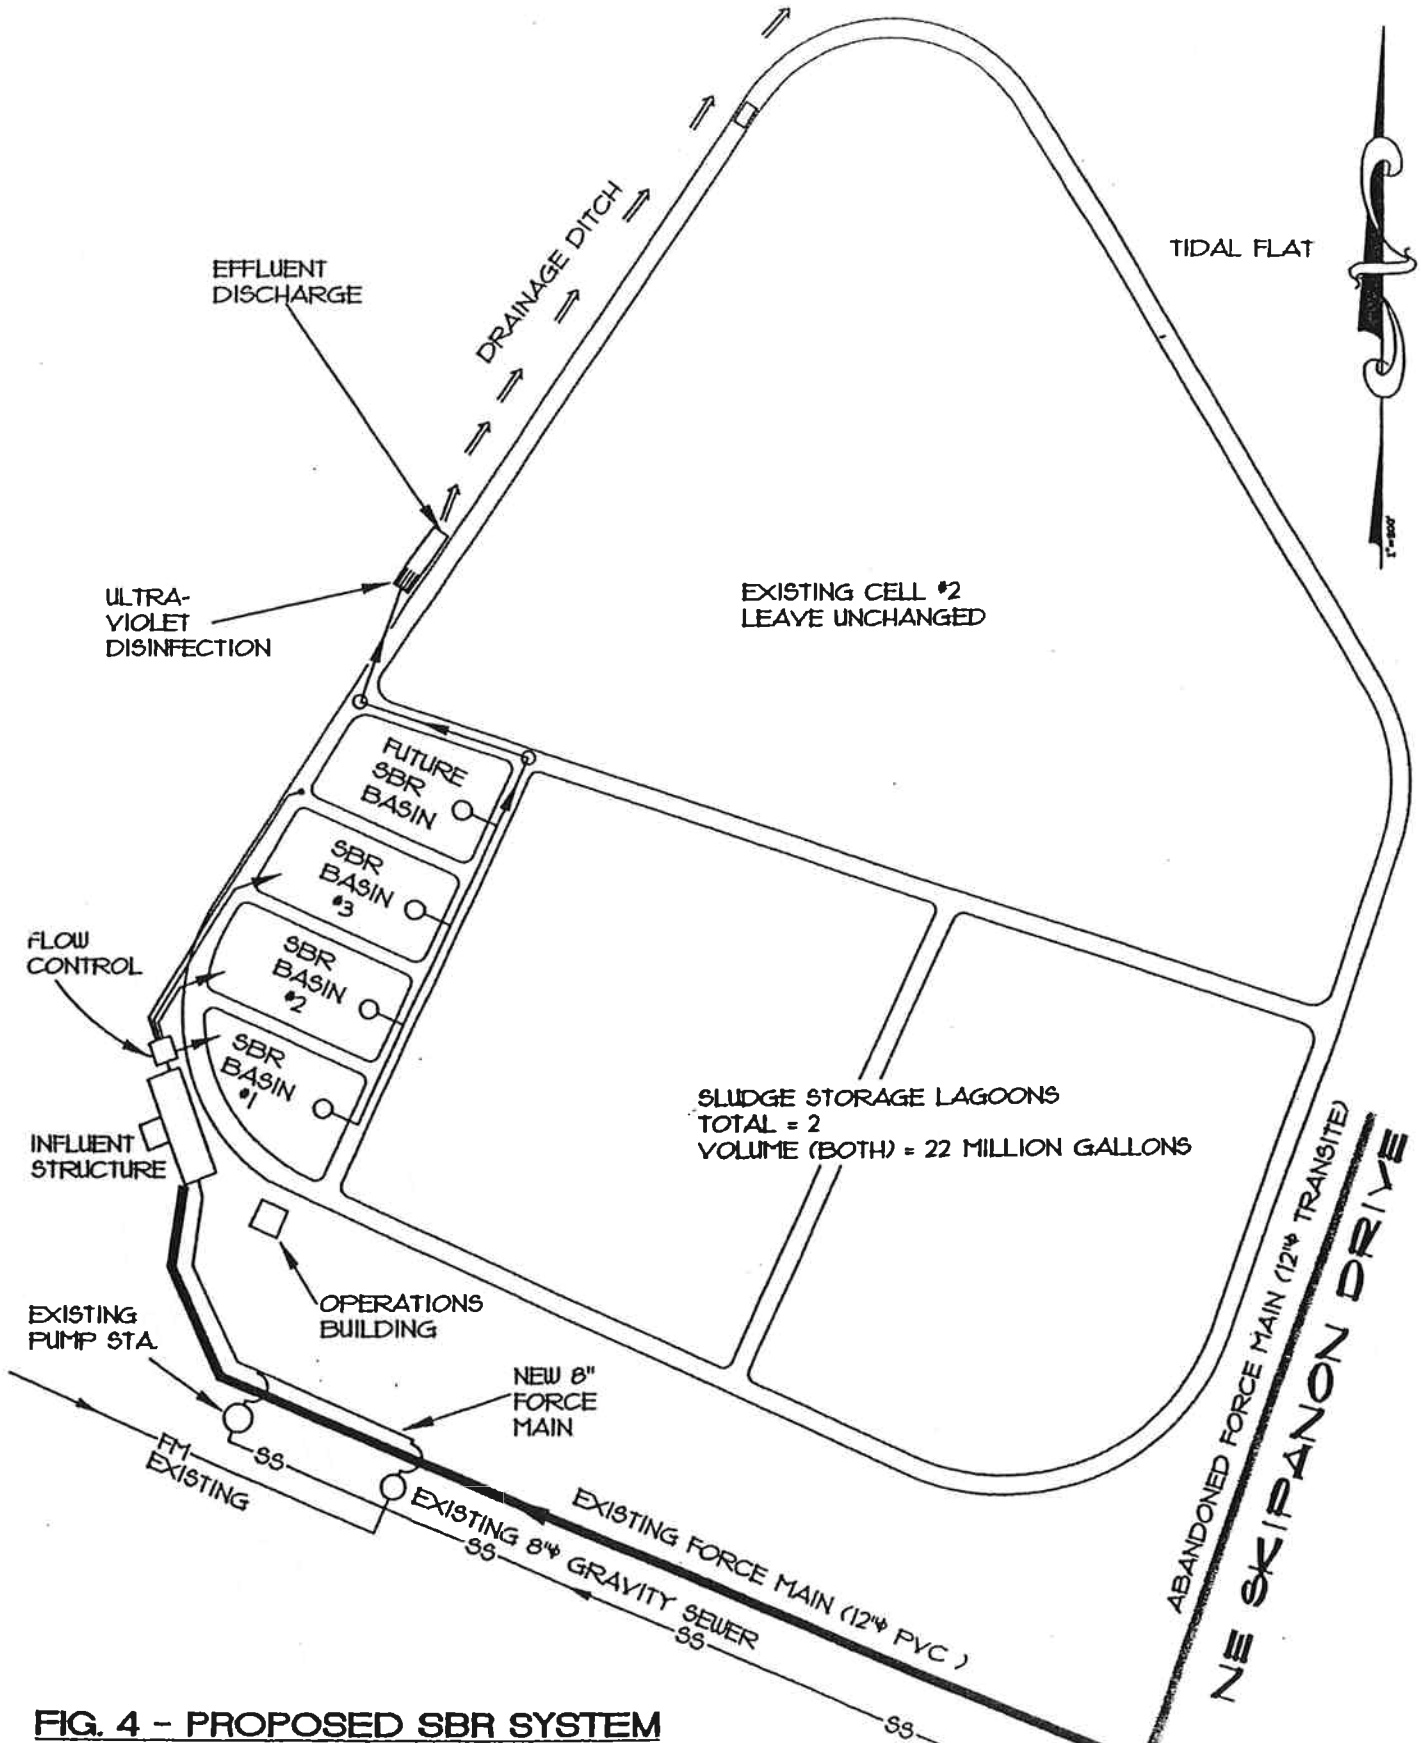 DRAINAGE DITCH
TIDAL FLAT
EFFLUENT
DISCHARGE
1"=200'
ULTRA-
VIOLET
DISINFECTION
EXISTING CELL #2
LEAVE UNCHANGED
FUTURE
SBR
BASIN
SBR
BASIN
#3
FLOW
CONTROL
SBR
BASIN
#2
SBR
BASIN
#1
SLUDGE STORAGE LAGOONS
TOTAL = 2
VOLUME (BOTH) = 22 MILLION GALLONS
INFLUENT
STRUCTURE
ABANDONED FORCE MAIN (12"ϕ TRANSITE)
NE SKIPANON DRIVE
OPERATIONS
BUILDING
EXISTING
PUMP STA.
NEW 8"
FORCE
MAIN
FM
EXISTING
SS
EXISTING 8"ϕ GRAVITY SEWER
SS
SS
SS
EXISTING FORCE MAIN (12"ϕ PVC )
FIG. 4 - PROPOSED SBR SYSTEM